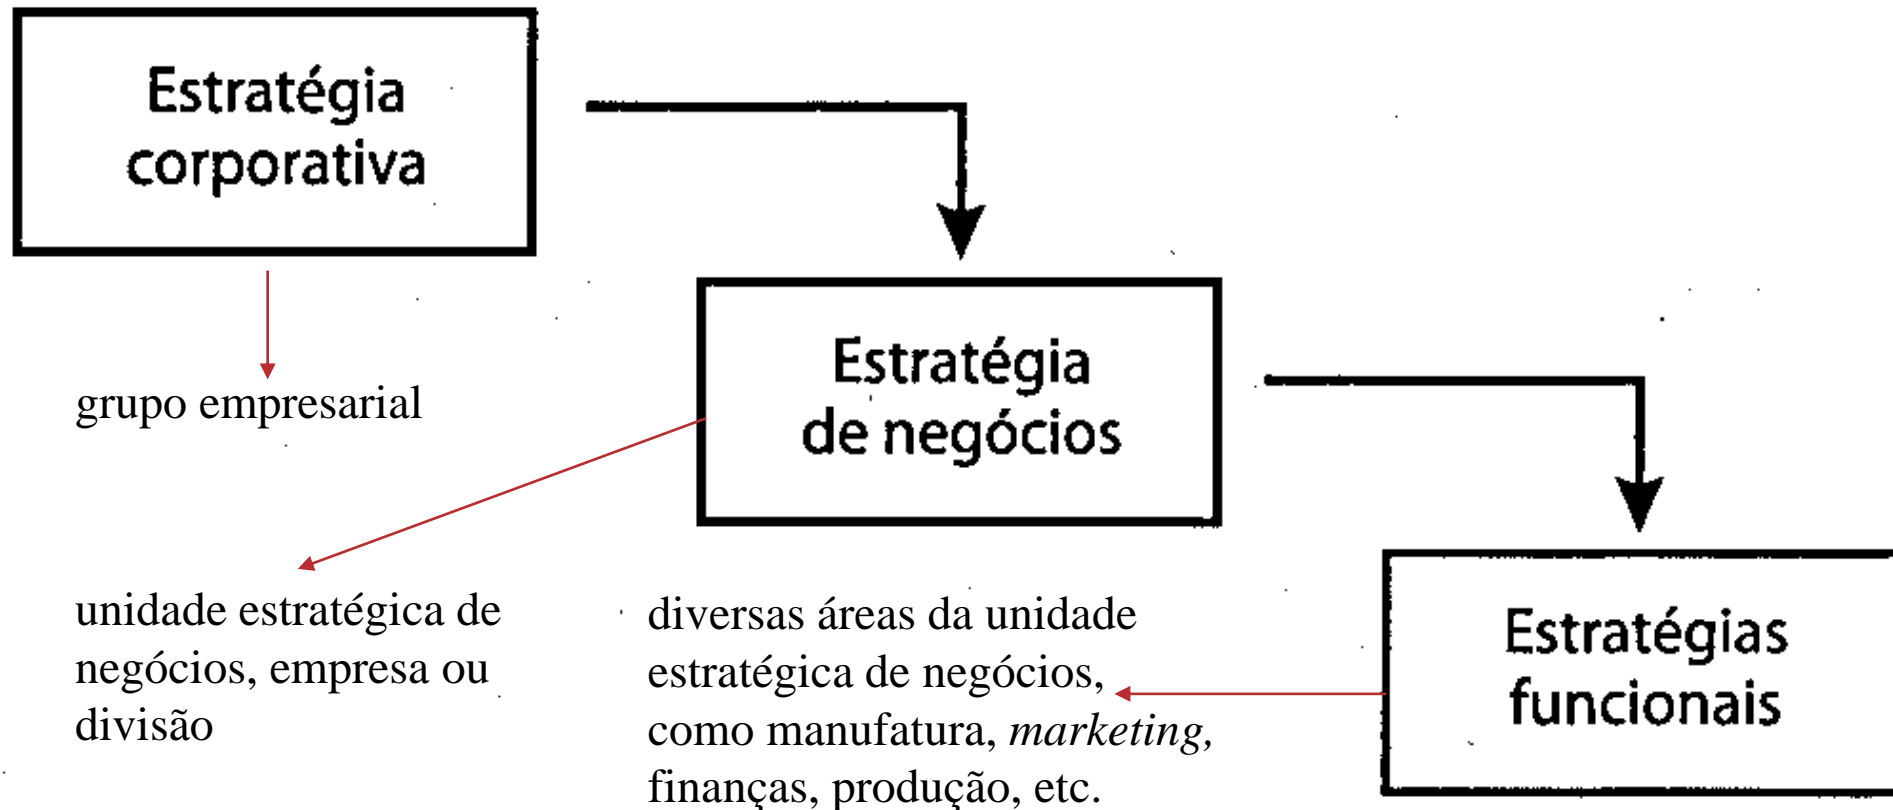 Estratégia
corporativa
grupo empresarial
Estratégia
de negócios
unidade estratégica de
negócios, empresa ou
divisão
diversas áreas da unidade
estratégica de negócios,
como manufatura, marketing,
finanças, produção, etc.
Estratégias
funcionais